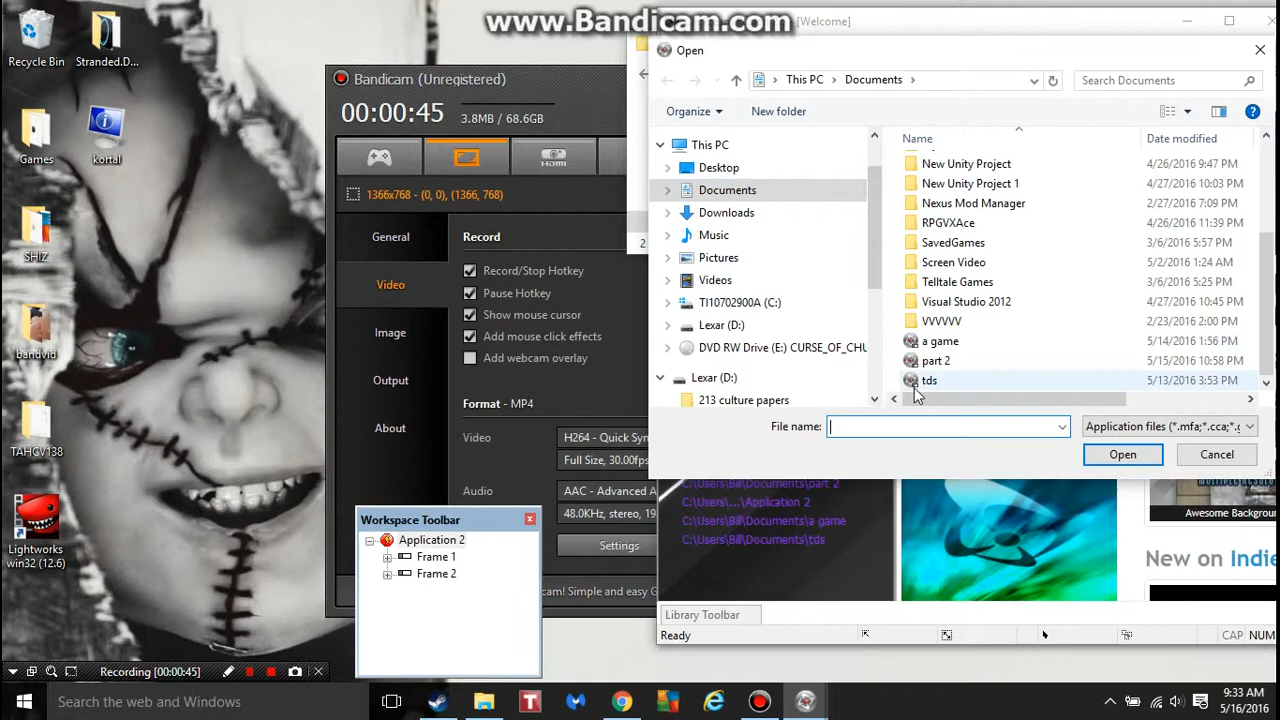 www.Bandicam.com
[Welcome]
Recycle Bin
Stranded.D...
Games
kortal
SHIZ
bandvid
TAHCV138
Lightworks
win32 (12.6)
Bandicam (Unregistered)
00:00:45
3.8MB / 68.6GB
HDMI
1366x768 - (0, 0), (1366, 768)
General
Video
Image
Output
About
Record
Record/Stop Hotkey
Pause Hotkey
Show mouse cursor
Add mouse click effects
Add webcam overlay
Format - MP4
Video
H264 - Quick Syn
Full Size, 30.00fps
Audio
AAC - Advanced A
48.0KHz, stereo, 19
Settings
cam! Simple and easy G
2
Open
This PC
Documents
Search Documents
Organize
New folder
This PC
Desktop
Documents
Downloads
Music
Pictures
Videos
TI10702900A (C:)
Lexar (D:)
DVD RW Drive (E:) CURSE_OF_CHU
Lexar (D:)
213 culture papers
Name
Date modified
New Unity Project
4/26/2016 9:47 PM
New Unity Project 1
4/27/2016 10:03 PM
Nexus Mod Manager
2/27/2016 7:09 PM
RPGVXAce
4/26/2016 11:39 PM
SavedGames
3/6/2016 5:57 PM
Screen Video
5/2/2016 1:24 AM
Telltale Games
3/6/2016 5:25 PM
Visual Studio 2012
4/27/2016 10:45 PM
VVVVVV
2/23/2016 2:00 PM
a game
5/14/2016 1:56 PM
part 2
5/15/2016 10:58 PM
tds
5/13/2016 3:53 PM
File name:
Application files (*.mfa;*.cca;*.g
Open
Cancel
C:\Users\Bill\Documents\part 2
C:\Users\...\Application 2
C:\Users\Bill\Documents\a game
C:\Users\Bill\Documents\tds
Awesome Backgroun
New on Indie
Library Toolbar
Ready
CAP
NUM
Workspace Toolbar
Application 2
Frame 1
Frame 2
Recording [00:00:45]
Search the web and Windows
9:33 AM
5/16/2016